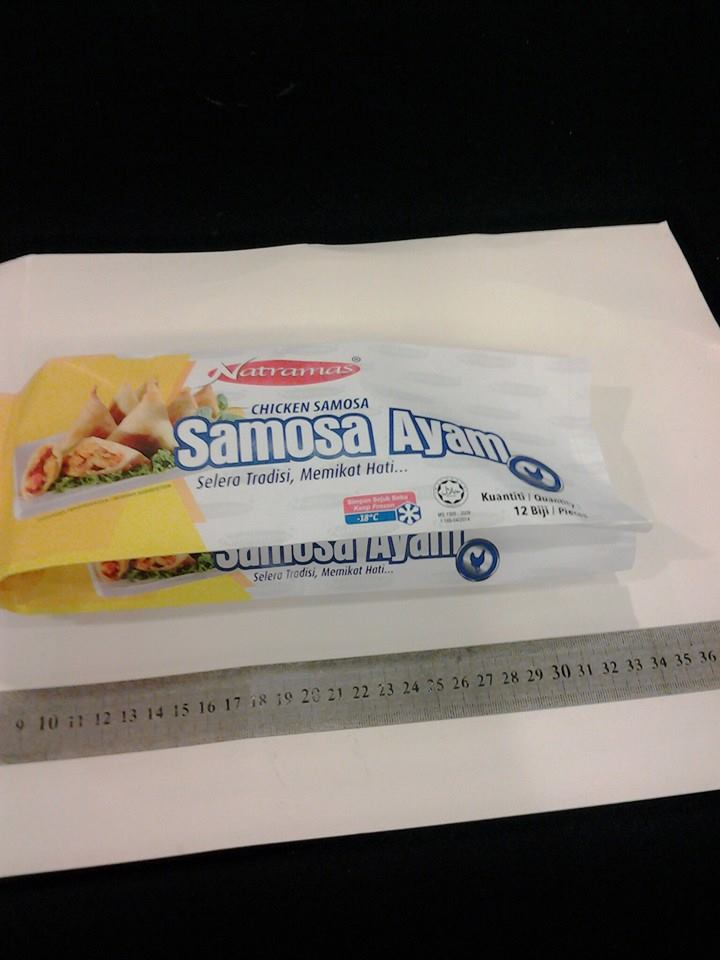 Natramas®
CHICKEN SAMOSA
Samosa Ayam
Selera Tradisi, Memikat Hati...
Simpan Sejuk Beku
Keep Frozen
-18°C
Kuantiti / Quantity
12 Biji / Pieces
Samosa Ayam
Selera Tradisi, Memikat Hati...
9 10 11 12 13 14 15 16 17 18 19 20 21 22 23 24 25 26 27 28 29 30 31 32 33 34 35 36